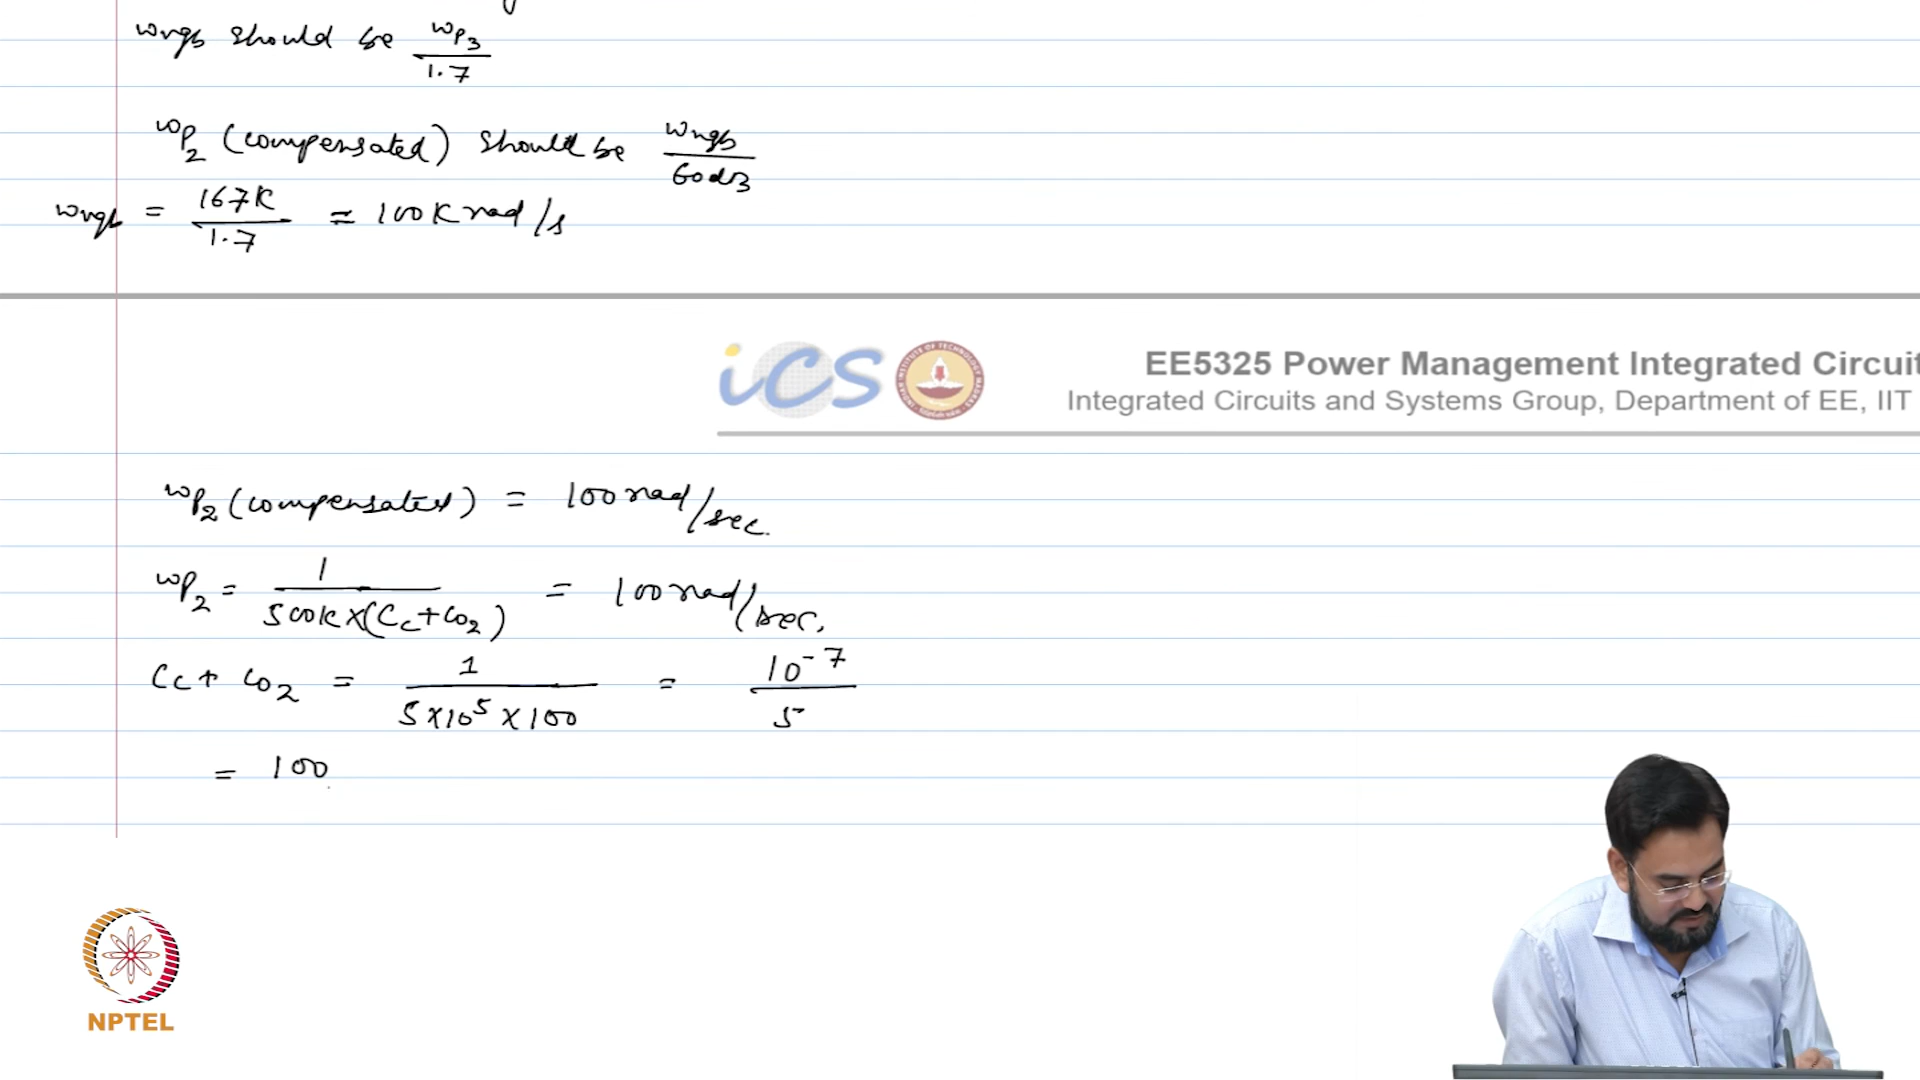 ωugb should be ωp3 / 1.7
ωp2 (compensated) should be ωugb / 60dB
ωugb = 167K / 1.7 ≈ 100K rad/s
iCS
EE5325 Power Management Integrated Circuit
Integrated Circuits and Systems Group, Department of EE, IIT
ωp2 (compensated) = 100 rad/sec.
ωp2 = 1 / 500K×(Cc+Co2) = 100 rad/sec.
Cc + Co2 = 1 / 5×10^5×100 = 10^-7 / 5
= 100
NPTEL